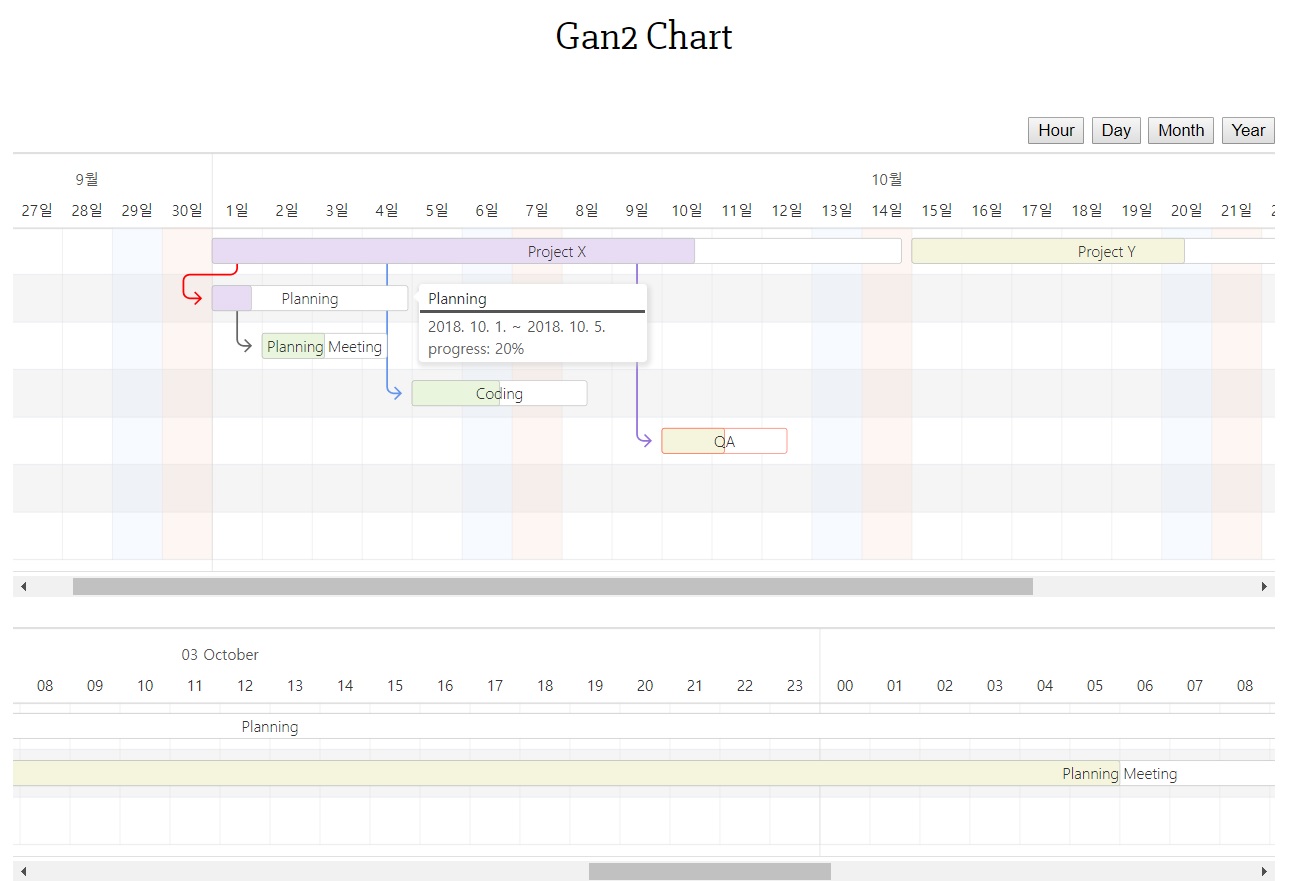 Gan2 Chart
Hour Day Month Year
9월 10월
27일 28일 29일 30일 1일 2일 3일 4일 5일 6일 7일 8일 9일 10일 11일 12일 13일 14일 15일 16일 17일 18일 19일 20일 21일 2
Project X Project Y
Planning
Planning
2018. 10. 1. ~ 2018. 10. 5.
progress: 20%
Planning Meeting
Coding
QA
03 October
08 09 10 11 12 13 14 15 16 17 18 19 20 21 22 23 00 01 02 03 04 05 06 07 08
Planning
Planning Meeting